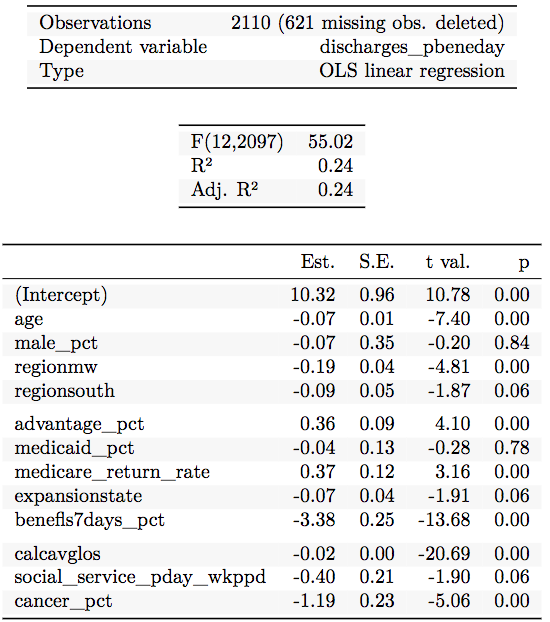 Observations 2110 (621 missing obs. deleted)
Dependent variable discharges_pbeneday
Type OLS linear regression
F(12,2097) 55.02
R² 0.24
Adj. R² 0.24
Est. S.E. t val. p
(Intercept) 10.32 0.96 10.78 0.00
age -0.07 0.01 -7.40 0.00
male_pct -0.07 0.35 -0.20 0.84
regionmw -0.19 0.04 -4.81 0.00
regionsouth -0.09 0.05 -1.87 0.06
advantage_pct 0.36 0.09 4.10 0.00
medicaid_pct -0.04 0.13 -0.28 0.78
medicare_return_rate 0.37 0.12 3.16 0.00
expansionstate -0.07 0.04 -1.91 0.06
benefls7days_pct -3.38 0.25 -13.68 0.00
calcavglos -0.02 0.00 -20.69 0.00
social_service_pday_wkppd -0.40 0.21 -1.90 0.06
cancer_pct -1.19 0.23 -5.06 0.00